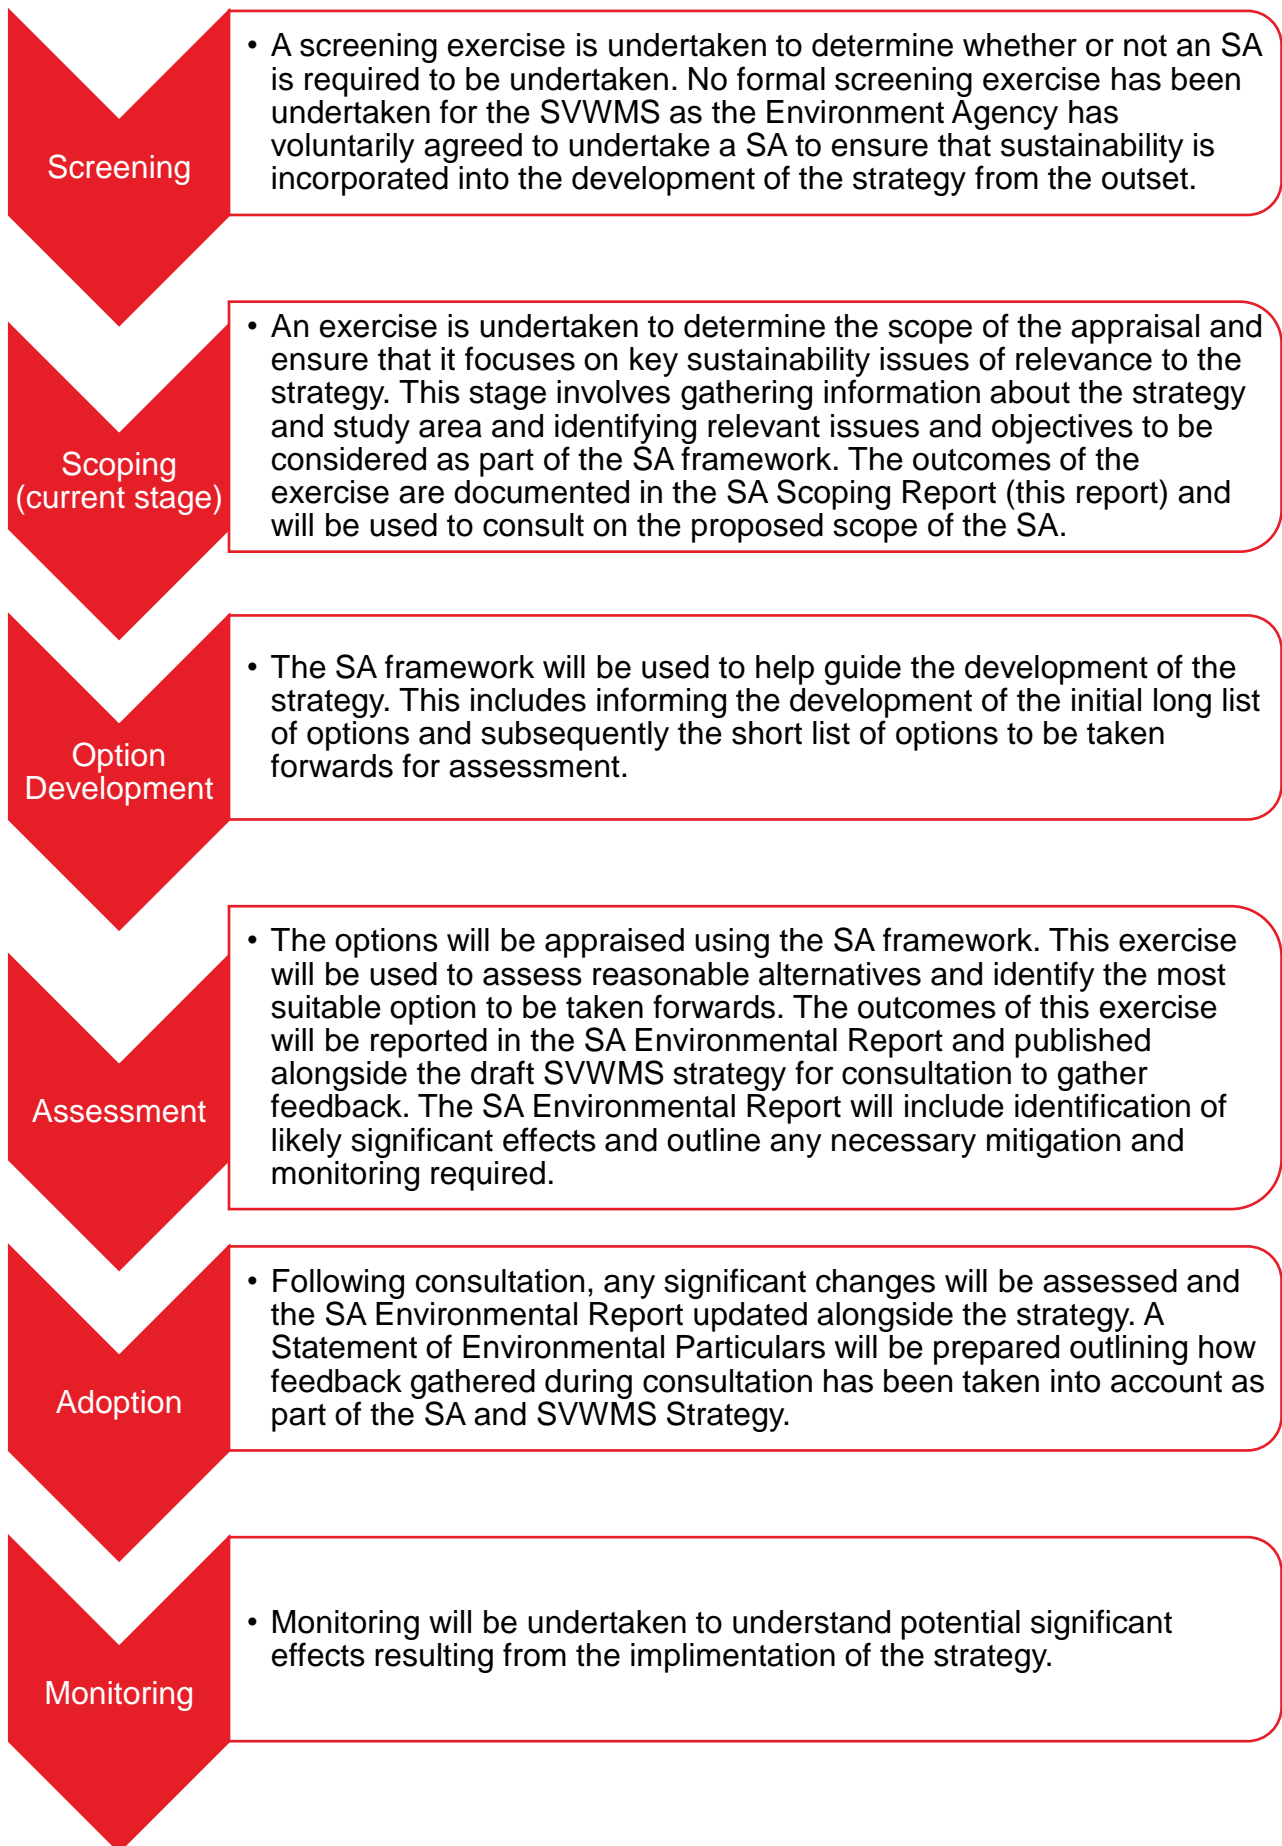 Screening
• A screening exercise is undertaken to determine whether or not an SA
is required to be undertaken. No formal screening exercise has been
undertaken for the SVWMS as the Environment Agency has
voluntarily agreed to undertake a SA to ensure that sustainability is
incorporated into the development of the strategy from the outset.
Scoping
(current stage)
• An exercise is undertaken to determine the scope of the appraisal and
ensure that it focuses on key sustainability issues of relevance to the
strategy. This stage involves gathering information about the strategy
and study area and identifying relevant issues and objectives to be
considered as part of the SA framework. The outcomes of the
exercise are documented in the SA Scoping Report (this report) and
will be used to consult on the proposed scope of the SA.
Option
Development
• The SA framework will be used to help guide the development of the
strategy. This includes informing the development of the initial long list
of options and subsequently the short list of options to be taken
forwards for assessment.
Assessment
• The options will be appraised using the SA framework. This exercise
will be used to assess reasonable alternatives and identify the most
suitable option to be taken forwards. The outcomes of this exercise
will be reported in the SA Environmental Report and published
alongside the draft SVWMS strategy for consultation to gather
feedback. The SA Environmental Report will include identification of
likely significant effects and outline any necessary mitigation and
monitoring required.
Adoption
• Following consultation, any significant changes will be assessed and
the SA Environmental Report updated alongside the strategy. A
Statement of Environmental Particulars will be prepared outlining how
feedback gathered during consultation has been taken into account as
part of the SA and SVWMS Strategy.
Monitoring
• Monitoring will be undertaken to understand potential significant
effects resulting from the implimentation of the strategy.